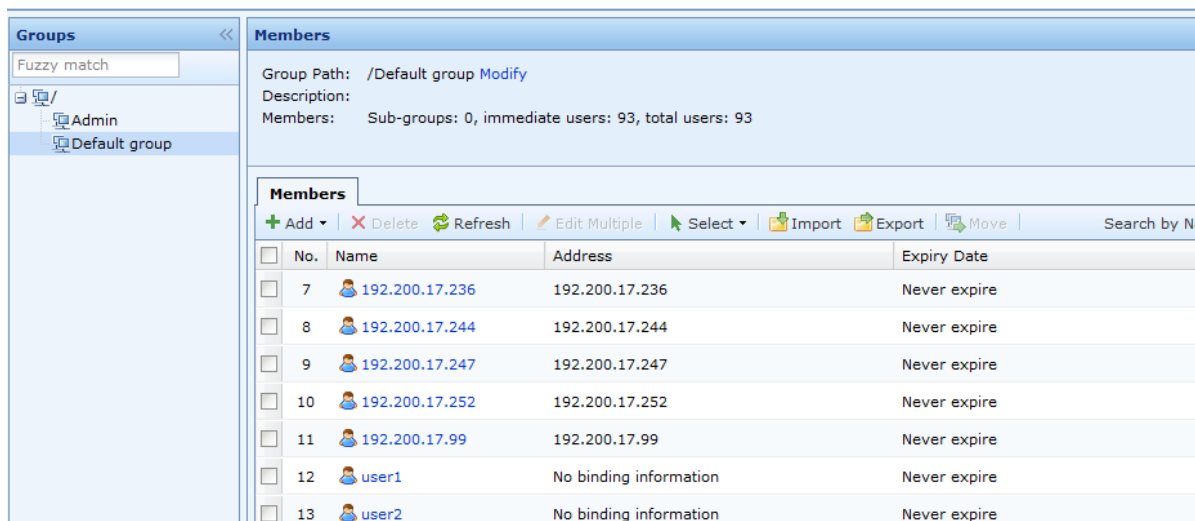 Groups
Fuzzy match
/
Admin
Default group
Members
Group Path: /Default group Modify
Description:
Members: Sub-groups: 0, immediate users: 93, total users: 93
Members
Add Delete Refresh Edit Multiple Select Import Export Move Search by N
No. Name Address Expiry Date
7 192.200.17.236 192.200.17.236 Never expire
8 192.200.17.244 192.200.17.244 Never expire
9 192.200.17.247 192.200.17.247 Never expire
10 192.200.17.252 192.200.17.252 Never expire
11 192.200.17.99 192.200.17.99 Never expire
12 user1 No binding information Never expire
13 user2 No binding information Never expire